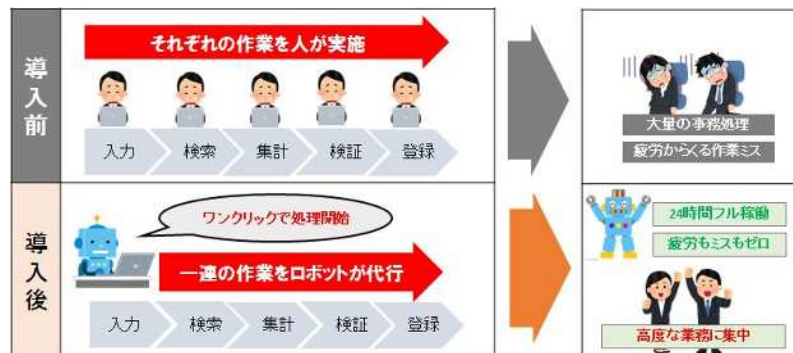 導入前
それぞれの作業を人が実施
入力 検索 集計 検証 登録
大量の事務処理
疲労からくる作業ミス
導入後
ワンクリックで処理開始
一連の作業をロボットが代行
入力 検索 集計 検証 登録
24時間フル稼働
疲労もミスもゼロ
高度な業務に集中